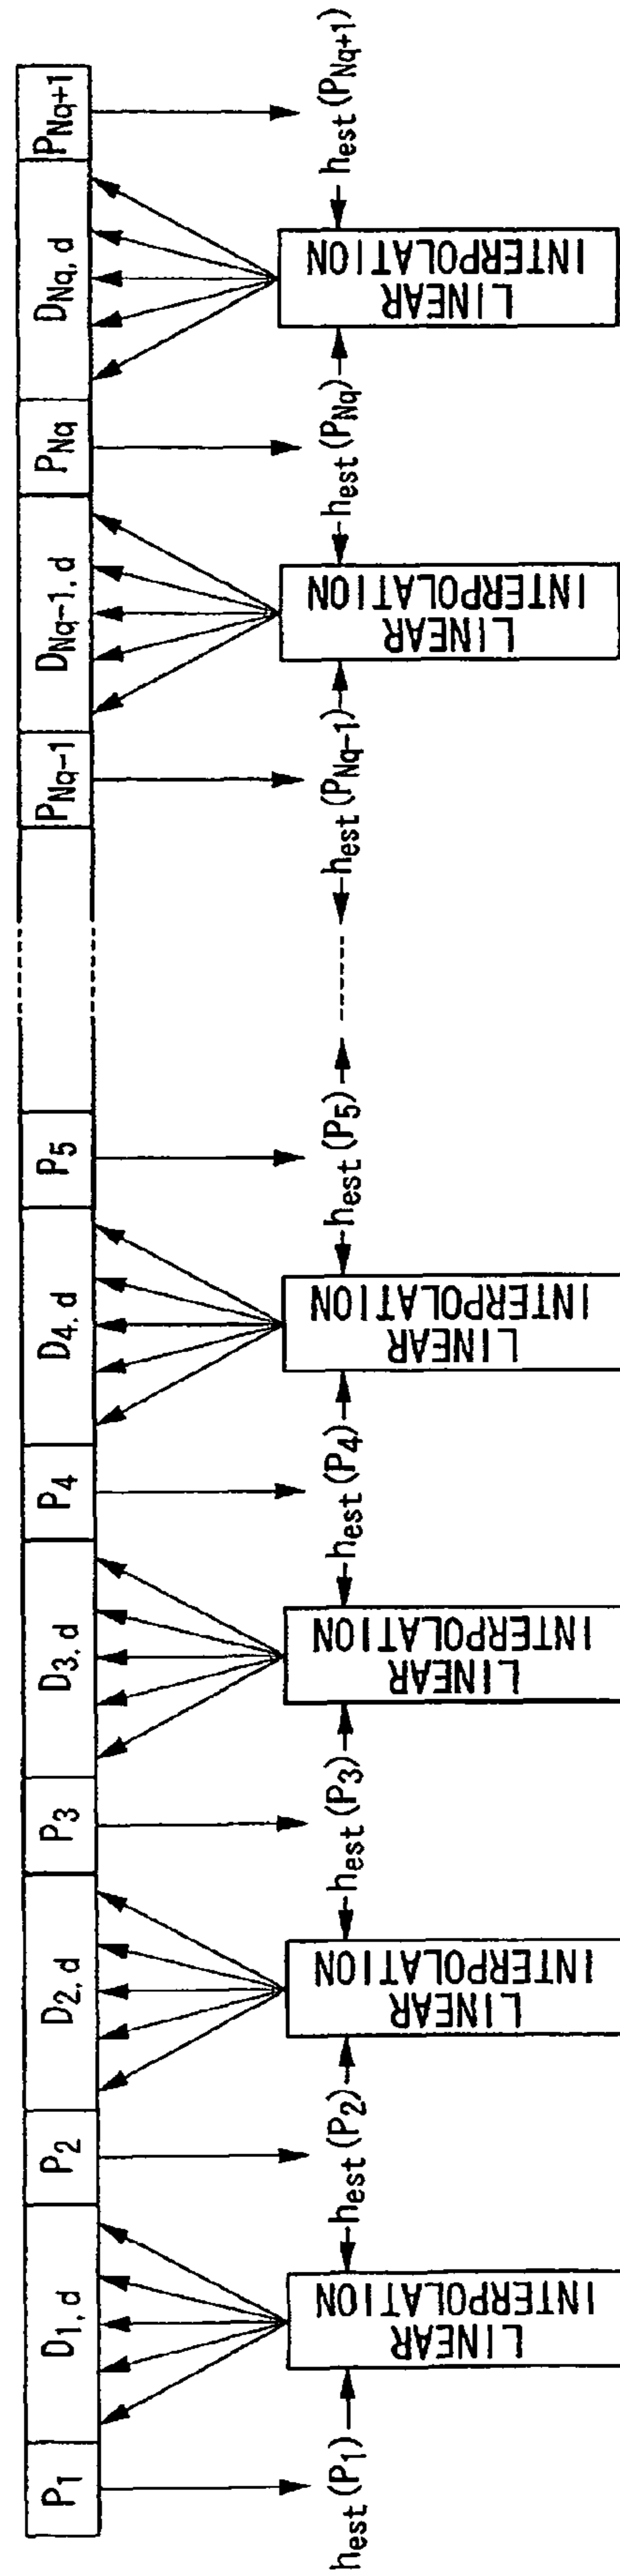 P1 D1, d P2 D2, d P3 D3, d P4 D4, d P5 PNq−1 DNq−1, d PNq DNq, d PNq+1
hest(P1) hest(P2) hest(P3) hest(P4) hest(P5) ------ hest(PNq−1) hest(PNq) hest(PNq+1)
LINEAR
INTERPOLATION
LINEAR
INTERPOLATION
LINEAR
INTERPOLATION
LINEAR
INTERPOLATION
LINEAR
INTERPOLATION
LINEAR
INTERPOLATION